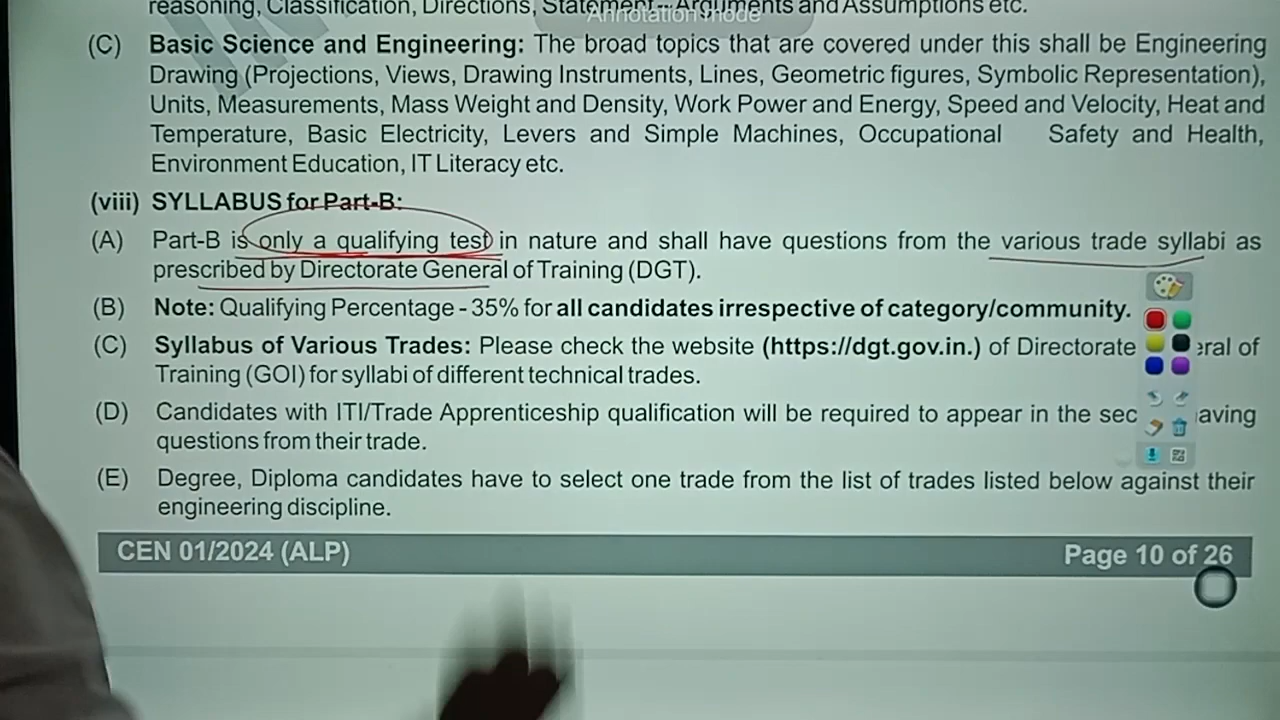 reasoning, Classification, Directions, Statement – Arguments and Assumptions etc.
Annotation mode
(C) Basic Science and Engineering: The broad topics that are covered under this shall be Engineering
Drawing (Projections, Views, Drawing Instruments, Lines, Geometric figures, Symbolic Representation),
Units, Measurements, Mass Weight and Density, Work Power and Energy, Speed and Velocity, Heat and
Temperature, Basic Electricity, Levers and Simple Machines, Occupational Safety and Health,
Environment Education, IT Literacy etc.
(viii) SYLLABUS for Part-B:
(A) Part-B is only a qualifying test in nature and shall have questions from the various trade syllabi as
prescribed by Directorate General of Training (DGT).
(B) Note: Qualifying Percentage - 35% for all candidates irrespective of category/community.
(C) Syllabus of Various Trades: Please check the website (https://dgt.gov.in.) of Directorate eral of
Training (GOI) for syllabi of different technical trades.
(D) Candidates with ITI/Trade Apprenticeship qualification will be required to appear in the sec aving
questions from their trade.
(E) Degree, Diploma candidates have to select one trade from the list of trades listed below against their
engineering discipline.
CEN 01/2024 (ALP) Page 10 of 26